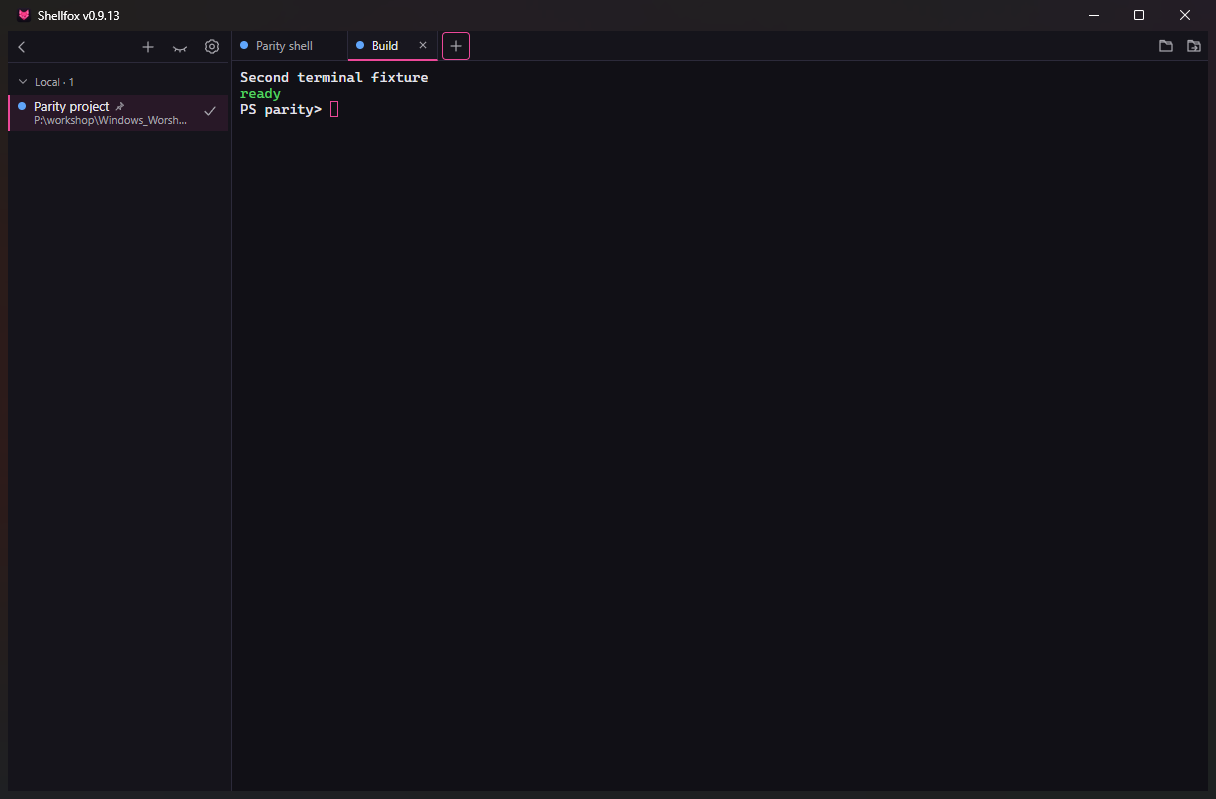 Shellfox v0.9.13
Local · 1
Parity project
P:\workshop\Windows_Worsh...
Parity shell
Build
Second terminal fixture
ready
PS parity>